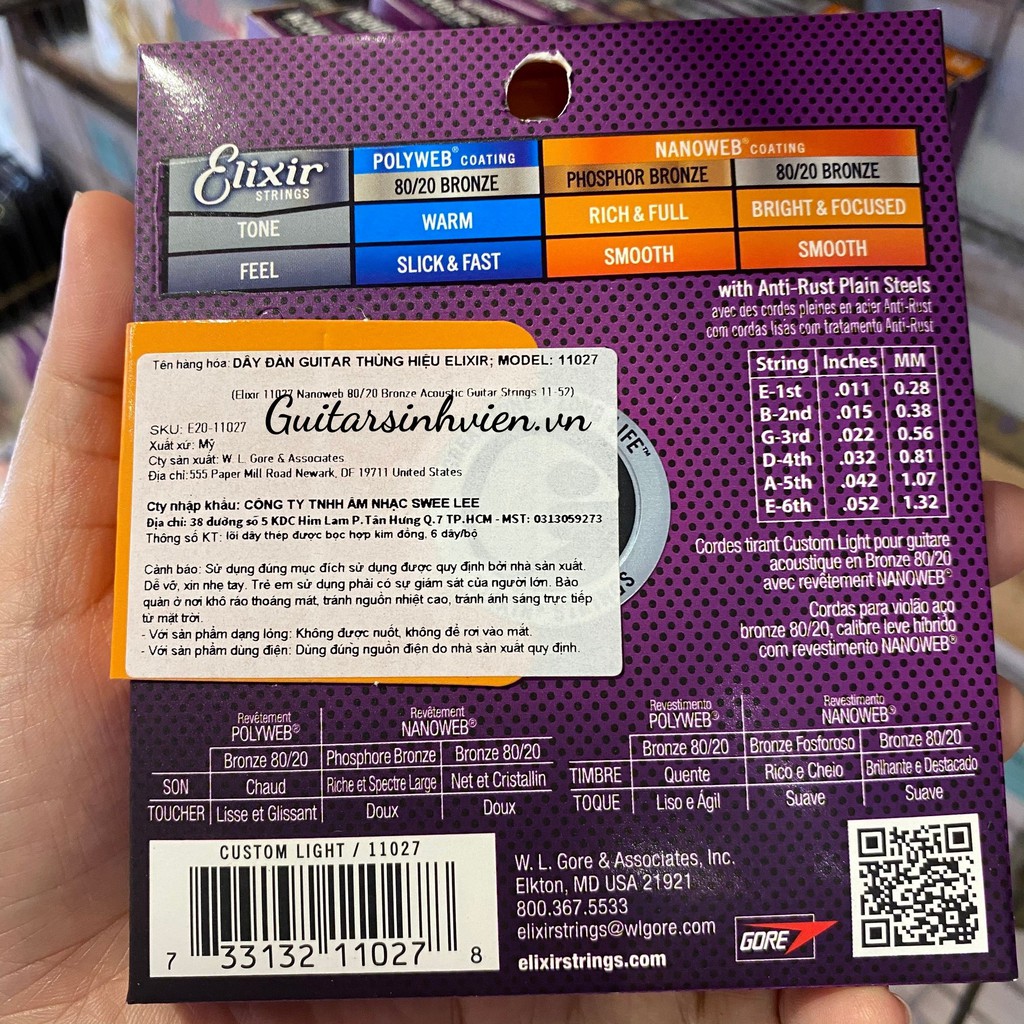 Elixir®
STRINGS
POLYWEB® COATING
NANOWEB® COATING
80/20 BRONZE
PHOSPHOR BRONZE
80/20 BRONZE
TONE
WARM
RICH & FULL
BRIGHT & FOCUSED
FEEL
SLICK & FAST
SMOOTH
SMOOTH
with Anti-Rust Plain Steels
avec des cordes pleines en acier Anti-Rust
com cordas lisas com tratamento Anti-Rust
String Inches MM
E-1st .011 0.28
B-2nd .015 0.38
G-3rd .022 0.56
D-4th .032 0.81
A-5th .042 1.07
E-6th .052 1.32
Tên hàng hóa: DÂY ĐÀN GUITAR THÙNG HIỆU ELIXIR; MODEL: 11027
(Elixir 11027 Nanoweb 80/20 Bronze Acoustic Guitar Strings 11-52)
Guitarsinhvien.vn
SKU: E20-11027
Xuất xứ: Mỹ
Cty sản xuất: W. L. Gore & Associates
Địa chỉ: 555 Paper Mill Road Newark, DE 19711 United States
Cty nhập khẩu: CÔNG TY TNHH ÂM NHẠC SWEE LEE
Địa chỉ: 38 đường số 5 KDC Him Lam P.Tân Hưng Q.7 TP.HCM - MST: 0313059273
Thông số KT: lõi dây thép được bọc hợp kim đồng, 6 dây/bộ
Cảnh báo: Sử dụng đúng mục đích sử dụng được quy định bởi nhà sản xuất.
Dễ vỡ, xin nhẹ tay. Trẻ em sử dụng phải có sự giám sát của người lớn. Bảo
quản ở nơi khô ráo thoáng mát, tránh nguồn nhiệt cao, tránh ánh sáng trực tiếp
từ mặt trời.
- Với sản phẩm dạng lỏng: Không được nuốt, không để rơi vào mắt.
- Với sản phẩm dùng điện: Dùng đúng nguồn điện do nhà sản xuất quy định.
LIFE™
Cordes tirant Custom Light pour guitare
acoustique en Bronze 80/20
avec revêtement NANOWEB®
Cordas para violão aço
bronze 80/20, calibre leve híbrido
com revestimento NANOWEB®
Revêtement
POLYWEB®
Revêtement
NANOWEB®
Bronze 80/20 Phosphore Bronze Bronze 80/20
SON Chaud Riche et Spectre Large Net et Cristallin
TOUCHER Lisse et Glissant Doux Doux
Revestimento
POLYWEB®
Revestimento
NANOWEB®
Bronze 80/20 Bronze Fosforoso Bronze 80/20
TIMBRE Quente Rico e Cheio Brilhante e Destacado
TOQUE Liso e Ágil Suave Suave
CUSTOM LIGHT / 11027
7 33132 11027 8
W. L. Gore & Associates, Inc.
Elkton, MD USA 21921
800.367.5533
elixirstrings@wlgore.com
elixirstrings.com
GORE